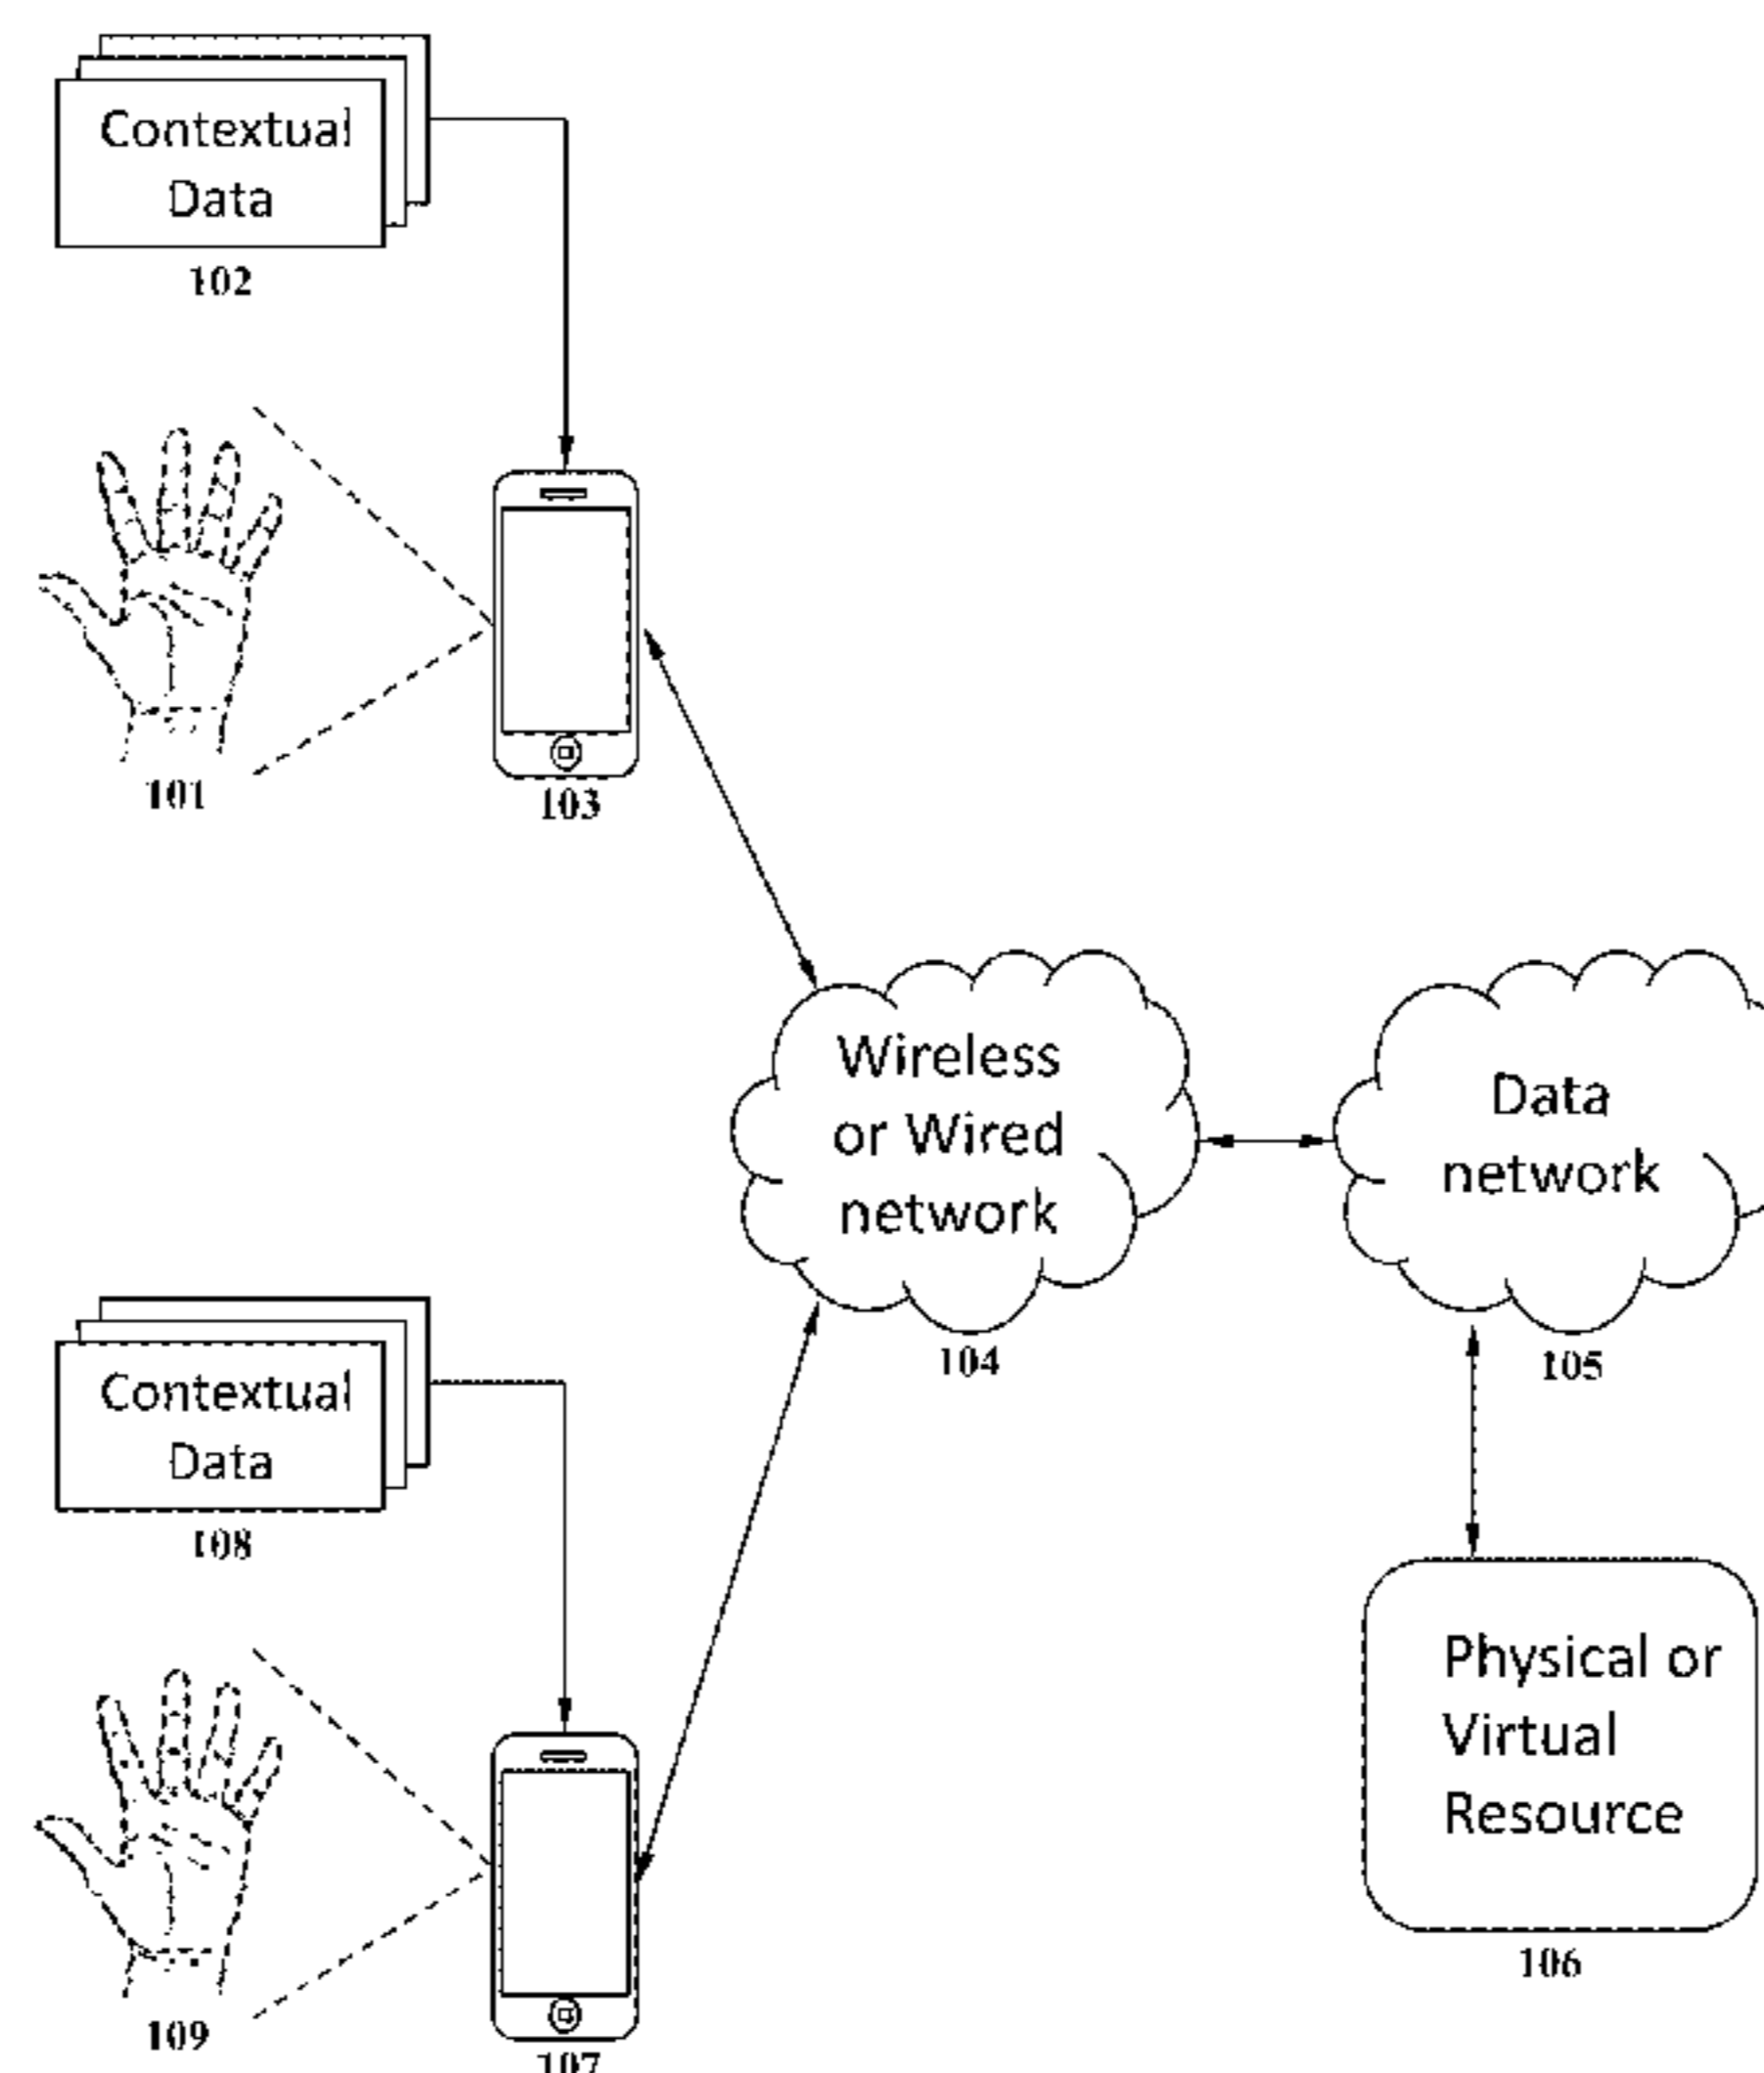 Contextual
Data
102
101
103
Wireless
or Wired
network
104
Data
network
105
Contextual
Data
108
109
107
Physical or
Virtual
Resource
106